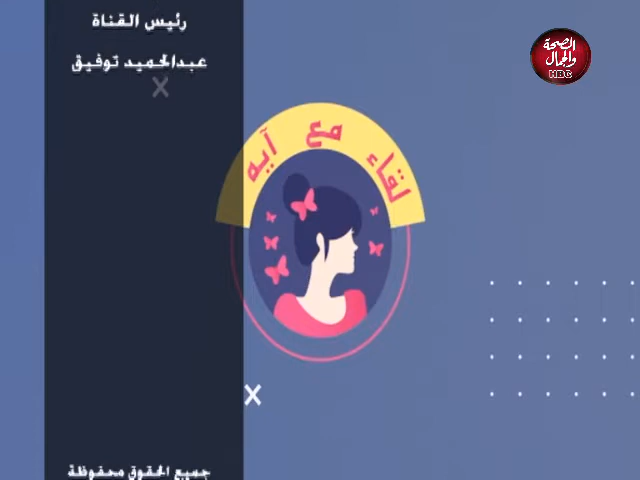 رئيس القناة
عبدالحميد توفيق
الصحة
والجمال
HBC
لقاء مع آيه
جميع الحقوق محفوظة